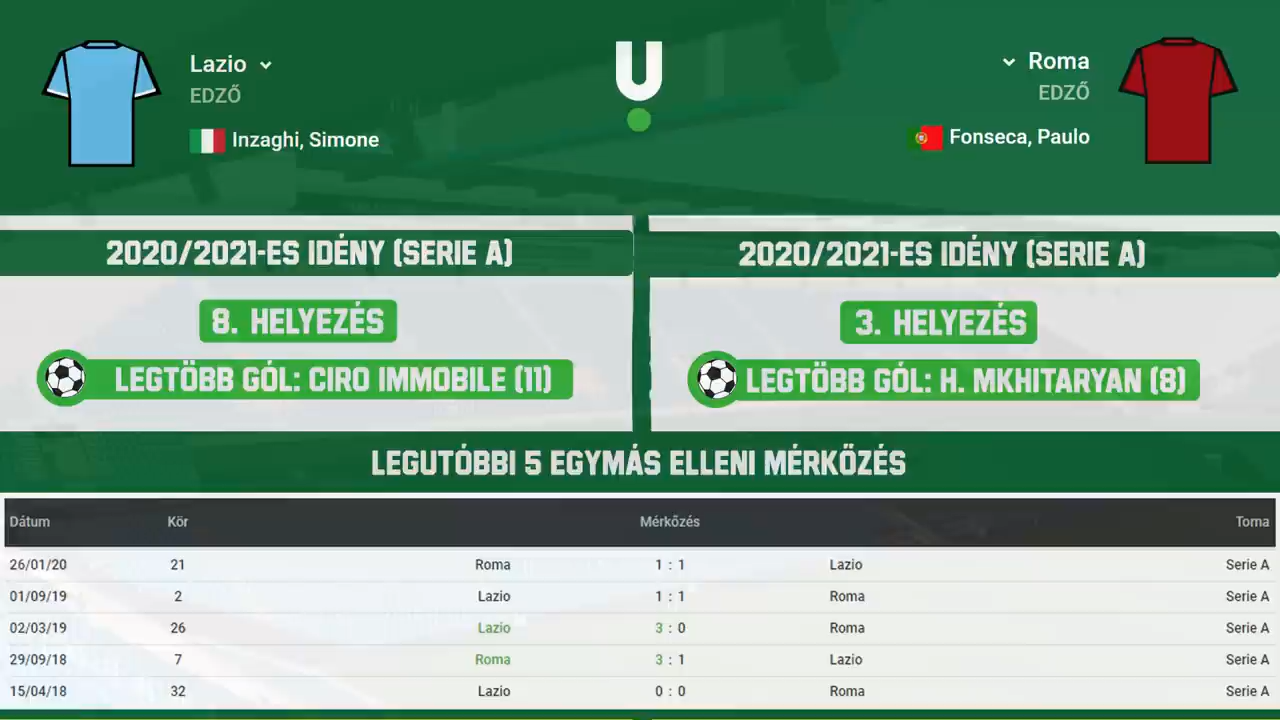 Lazio
EDZŐ
Inzaghi, Simone
U
Roma
EDZŐ
Fonseca, Paulo
2020/2021-ES IDÉNY (SERIE A)
8. HELYEZÉS
LEGTÖBB GÓL: CIRO IMMOBILE (11)
2020/2021-ES IDÉNY (SERIE A)
3. HELYEZÉS
LEGTÖBB GÓL: H. MKHITARYAN (8)
LEGUTÓBBI 5 EGYMÁS ELLENI MÉRKŐZÉS
Dátum Kör Mérkőzés Torna
26/01/20 21 Roma 1 : 1 Lazio Serie A
01/09/19 2 Lazio 1 : 1 Roma Serie A
02/03/19 26 Lazio 3 : 0 Roma Serie A
29/09/18 7 Roma 3 : 1 Lazio Serie A
15/04/18 32 Lazio 0 : 0 Roma Serie A